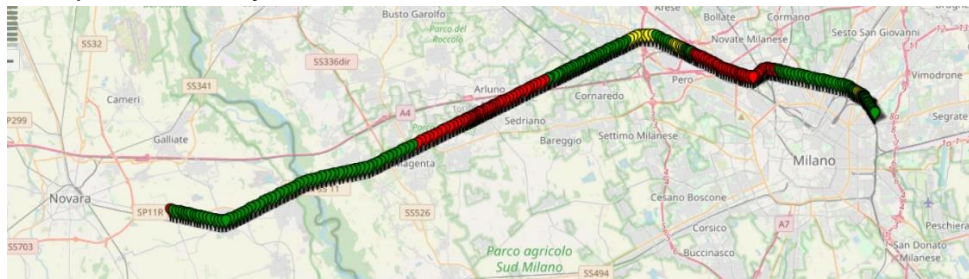 Busto Garolfo
Arese
Bollate
Cormano
SS32
Parco del
Roccolo
Novate Milanese
Sesto San Giovanni
SS336dir
SS341
Pero
Vimodrone
Cameri
Arluno
Cornaredo
P299
A4
Sedriano
Segrate
Galliate
Bareggio
Settimo Milanese
Milano
Novara
SS 11
Cesano Boscone
SP11R
SS526
Corsico
A7
Peschiera
SS703
Parco agricolo
Sud Milano
Buccinasco
San Donato
Milanese
SS494